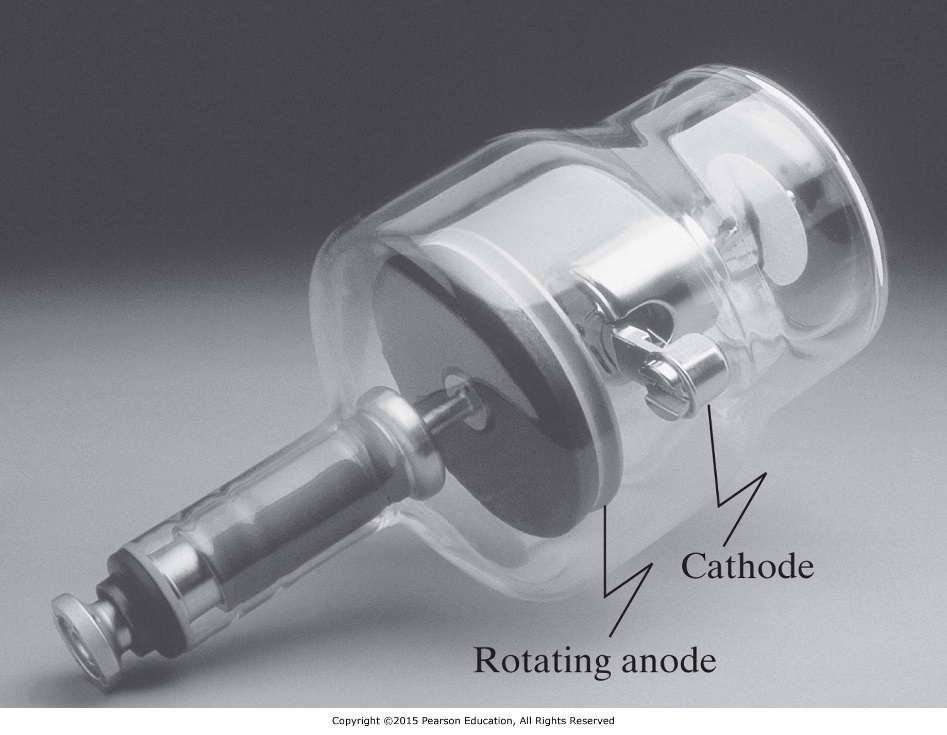 Cathode
Rotating anode
Copyright ©2015 Pearson Education, All Rights Reserved